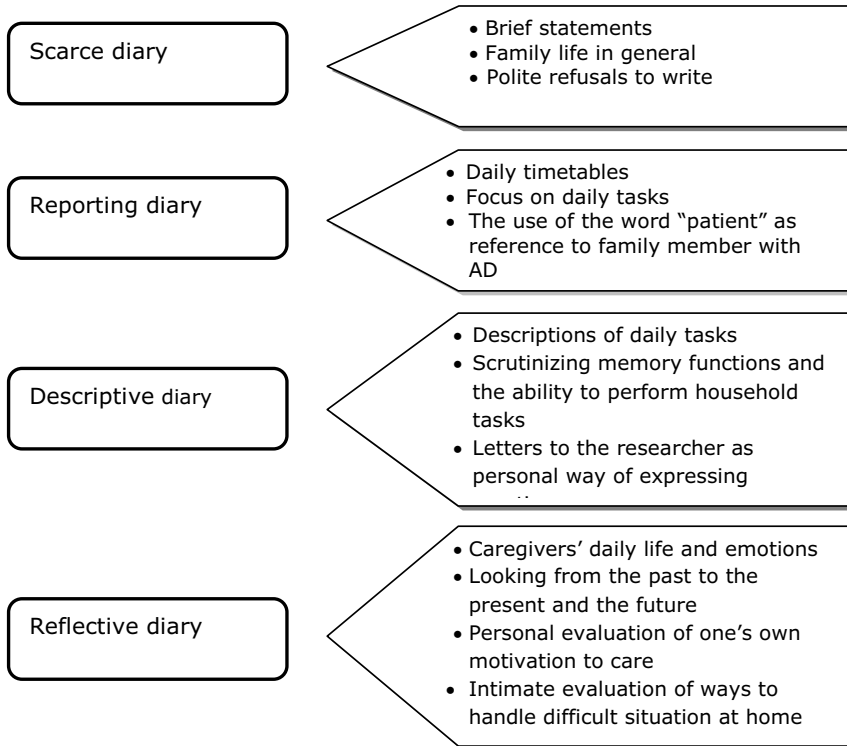 Scarce diary
• Brief statements
• Family life in general
• Polite refusals to write
Reporting diary
• Daily timetables
• Focus on daily tasks
• The use of the word “patient” as
reference to family member with
AD
Descriptive diary
• Descriptions of daily tasks
• Scrutinizing memory functions and
the ability to perform household
tasks
• Letters to the researcher as
personal way of expressing
Reflective diary
• Caregivers’ daily life and emotions
• Looking from the past to the
present and the future
• Personal evaluation of one’s own
motivation to care
• Intimate evaluation of ways to
handle difficult situation at home